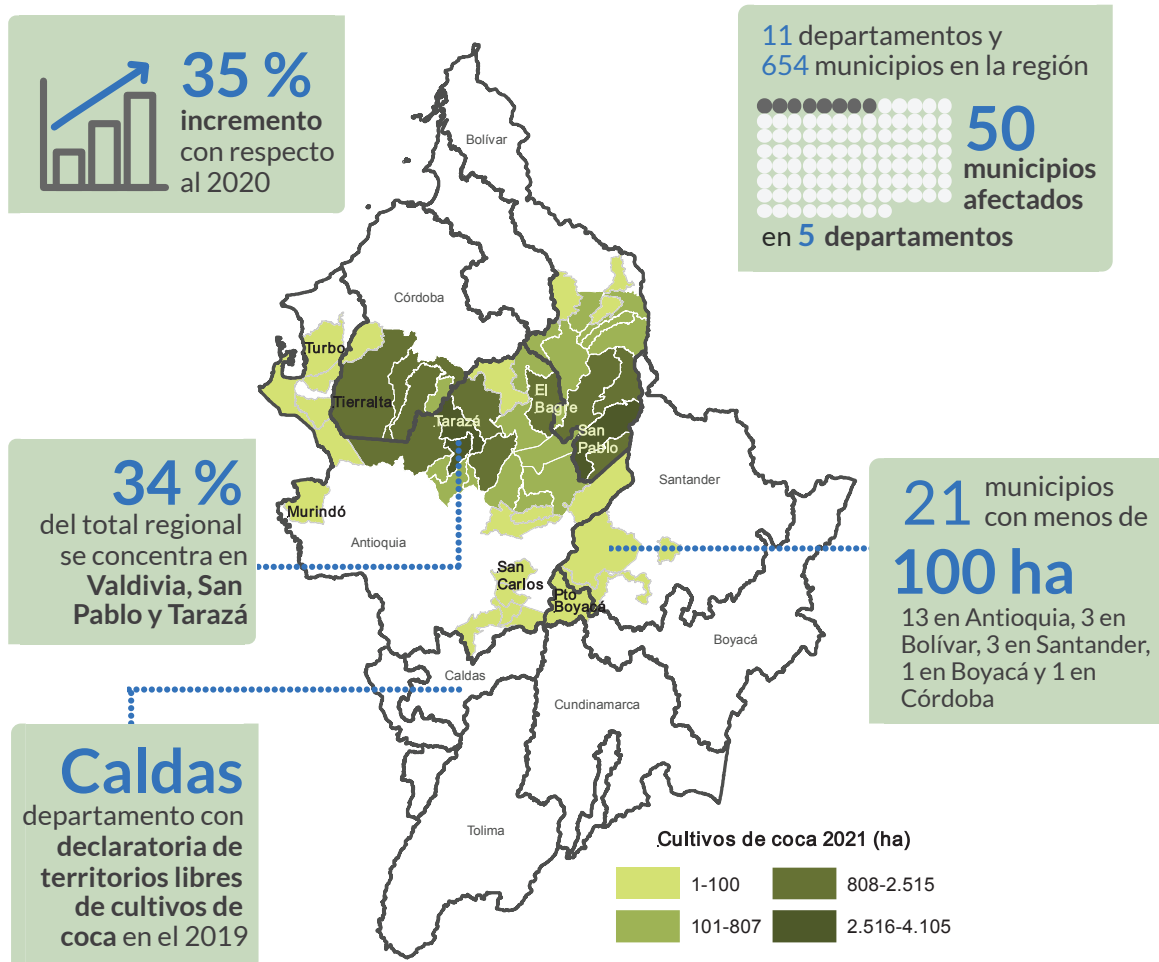 35 %
incremento
con respecto
al 2020
11 departamentos y
654 municipios en la región
50
municipios
afectados
en 5 departamentos
Bolívar
Córdoba
Turbo
Tierralta
Tarazá
El
Bagre
San
Pablo
Santander
34 %
del total regional
se concentra en
Valdivia, San
Pablo y Tarazá
Murindó
Antioquia
San
Carlos
Pto
Boyacá
Boyacá
21 municipios
con menos de
100 ha
13 en Antioquia, 3 en
Bolívar, 3 en Santander,
1 en Boyacá y 1 en
Córdoba
Caldas
Cundinamarca
Tolima
Caldas
departamento con
declaratoria de
territorios libres
de cultivos de
coca en el 2019
Cultivos de coca 2021 (ha)
1-100
808-2.515
101-807
2.516-4.105